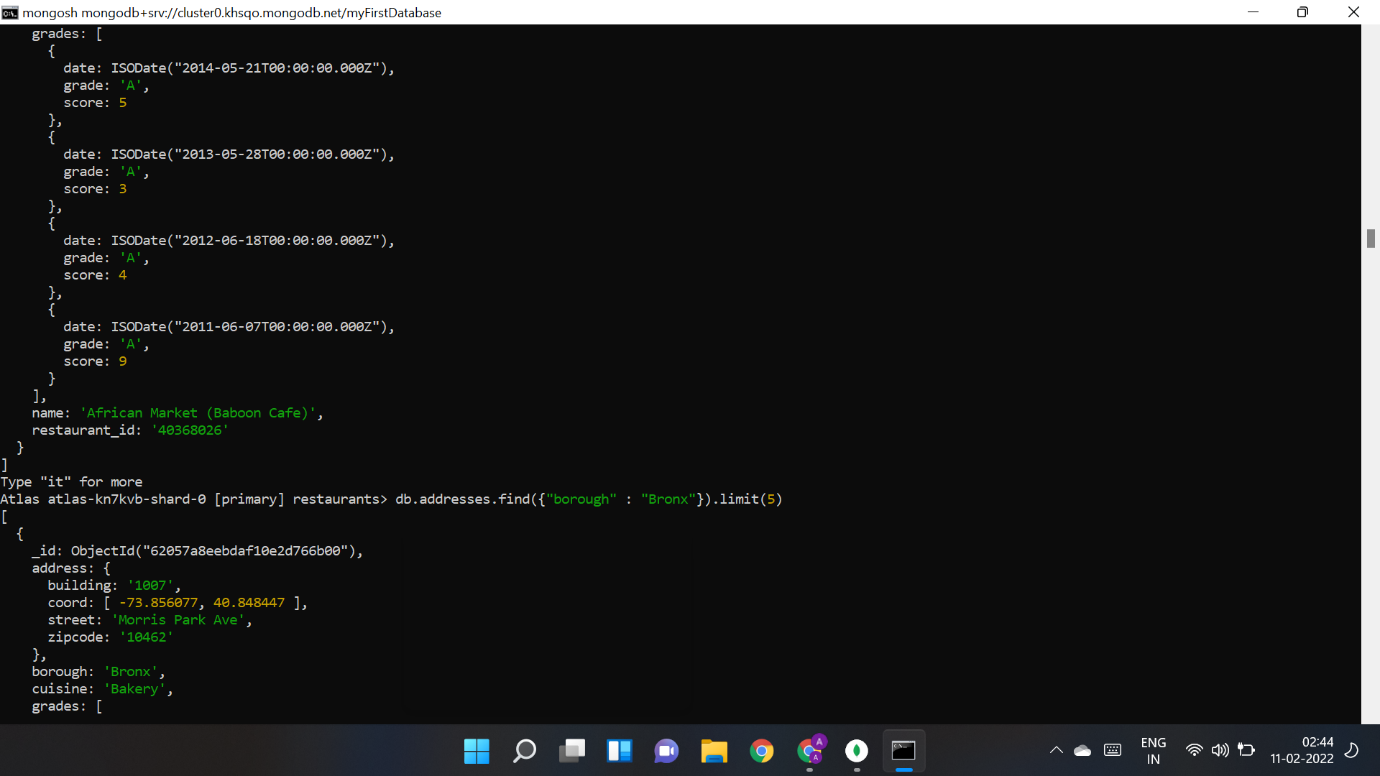 mongosh mongodb+srv://cluster0.khsqo.mongodb.net/myFirstDatabase
grades: [
{
date: ISODate("2014-05-21T00:00:00.000Z"),
grade: 'A',
score: 5
},
{
date: ISODate("2013-05-28T00:00:00.000Z"),
grade: 'A',
score: 3
},
{
date: ISODate("2012-06-18T00:00:00.000Z"),
grade: 'A',
score: 4
},
{
date: ISODate("2011-06-07T00:00:00.000Z"),
grade: 'A',
score: 9
}
],
name: 'African Market (Baboon Cafe)',
restaurant_id: '40368026'
}
]
Type "it" for more
Atlas atlas-kn7kvb-shard-0 [primary] restaurants> db.addresses.find({"borough" : "Bronx"}).limit(5)
[
{
_id: ObjectId("62057a8eebdaf10e2d766b00"),
address: {
building: '1007',
coord: [ -73.856077, 40.848447 ],
street: 'Morris Park Ave',
zipcode: '10462'
},
borough: 'Bronx',
cuisine: 'Bakery',
grades: [
A
A
ENG
IN
02:44
11-02-2022